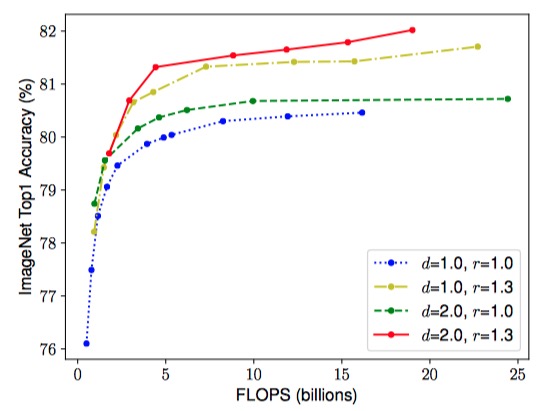 82
81
80
79
78
77
76
ImageNet Top1 Accuracy (%)
d=1.0, r=1.0
d=1.0, r=1.3
d=2.0, r=1.0
d=2.0, r=1.3
0 5 10 15 20 25
FLOPS (billions)